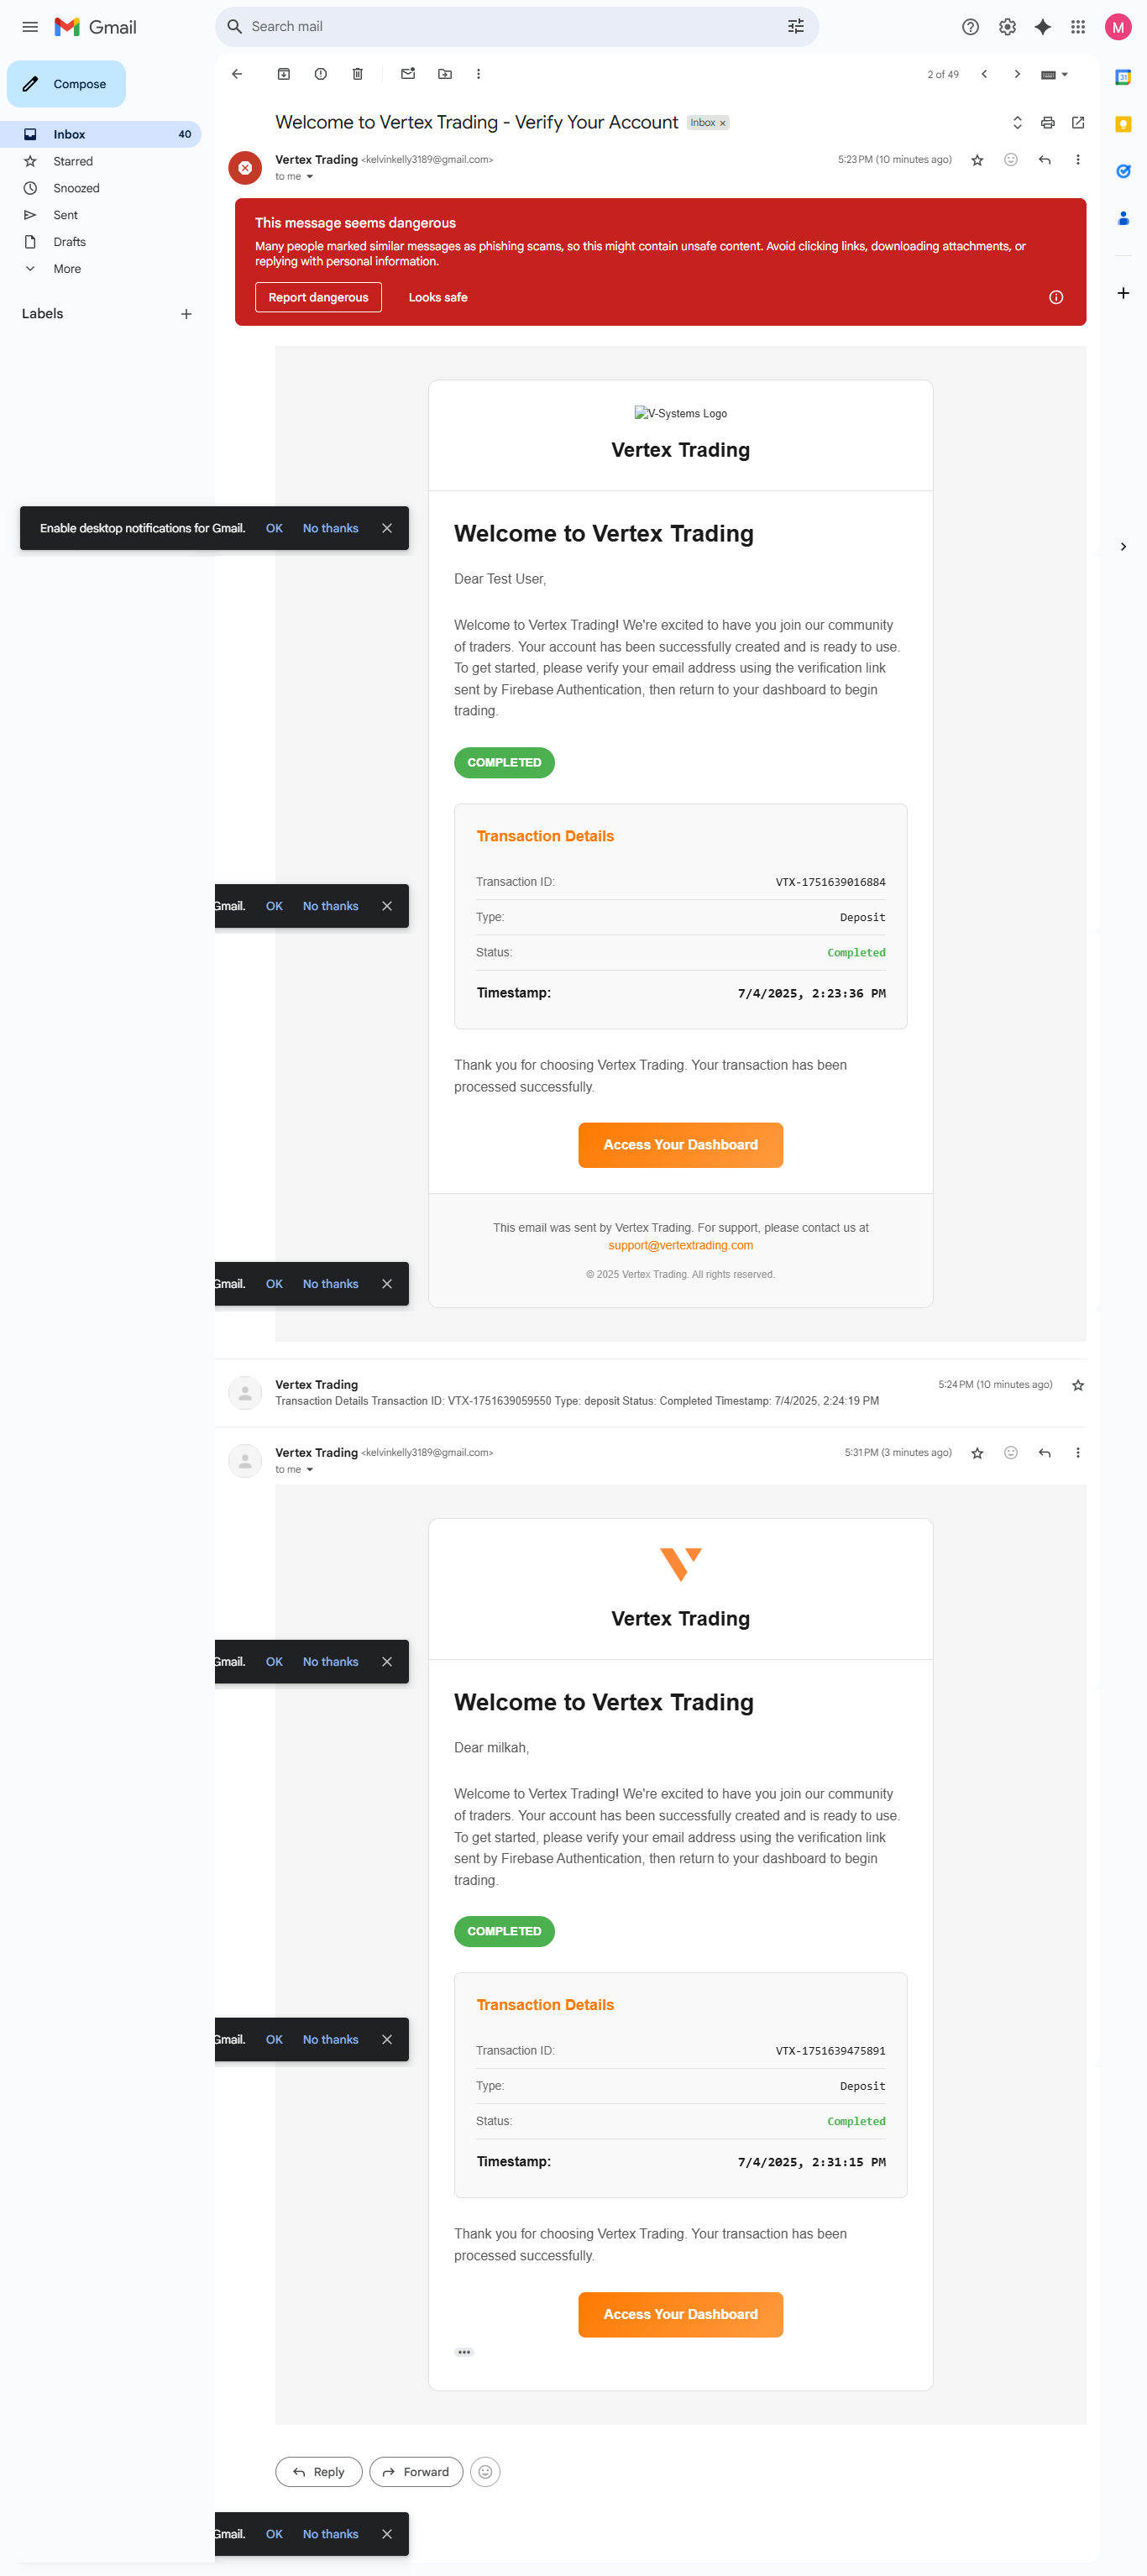 Gmail
Search mail
M
Compose
Inbox 40
Starred
Snoozed
Sent
Drafts
More
Labels
2 of 49
Welcome to Vertex Trading - Verify Your Account Inbox ×
Vertex Trading <kelvinkelly3189@gmail.com> 5:23 PM (10 minutes ago)
to me
This message seems dangerous
Many people marked similar messages as phishing scams, so this might contain unsafe content. Avoid clicking links, downloading attachments, or
replying with personal information.
Report dangerous Looks safe
31
V-Systems Logo
Vertex Trading
Enable desktop notifications for Gmail. OK No thanks
Welcome to Vertex Trading
Dear Test User,
Welcome to Vertex Trading! We're excited to have you join our community
of traders. Your account has been successfully created and is ready to use.
To get started, please verify your email address using the verification link
sent by Firebase Authentication, then return to your dashboard to begin
trading.
COMPLETED
Transaction Details
Transaction ID: VTX-1751639016884
Gmail. OK No thanks
Type: Deposit
Status: Completed
Timestamp: 7/4/2025, 2:23:36 PM
Thank you for choosing Vertex Trading. Your transaction has been
processed successfully.
Access Your Dashboard
This email was sent by Vertex Trading. For support, please contact us at
support@vertextrading.com
© 2025 Vertex Trading. All rights reserved.
Gmail. OK No thanks
Vertex Trading 5:24 PM (10 minutes ago)
Transaction Details Transaction ID: VTX-1751639059550 Type: deposit Status: Completed Timestamp: 7/4/2025, 2:24:19 PM
Vertex Trading <kelvinkelly3189@gmail.com> 5:31 PM (3 minutes ago)
to me
Vertex Trading
Gmail. OK No thanks
Welcome to Vertex Trading
Dear milkah,
Welcome to Vertex Trading! We're excited to have you join our community
of traders. Your account has been successfully created and is ready to use.
To get started, please verify your email address using the verification link
sent by Firebase Authentication, then return to your dashboard to begin
trading.
COMPLETED
Transaction Details
Gmail. OK No thanks
Transaction ID: VTX-1751639475891
Type: Deposit
Status: Completed
Timestamp: 7/4/2025, 2:31:15 PM
Thank you for choosing Vertex Trading. Your transaction has been
processed successfully.
Access Your Dashboard
Reply Forward
Gmail. OK No thanks